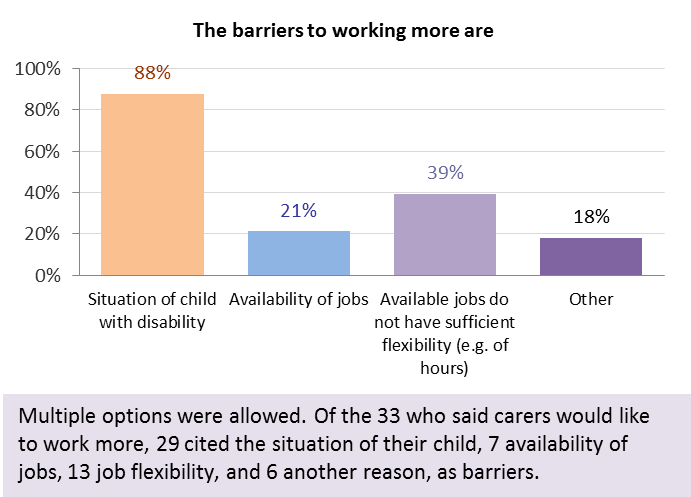 The barriers to working more are
100%
80%
60%
40%
20%
0%
88%
21%
39%
18%
Situation of child
with disability
Availability of jobs
Available jobs do
not have sufficient
flexibility (e.g. of
hours)
Other
Multiple options were allowed. Of the 33 who said carers would like
to work more, 29 cited the situation of their child, 7 availability of
jobs, 13 job flexibility, and 6 another reason, as barriers.